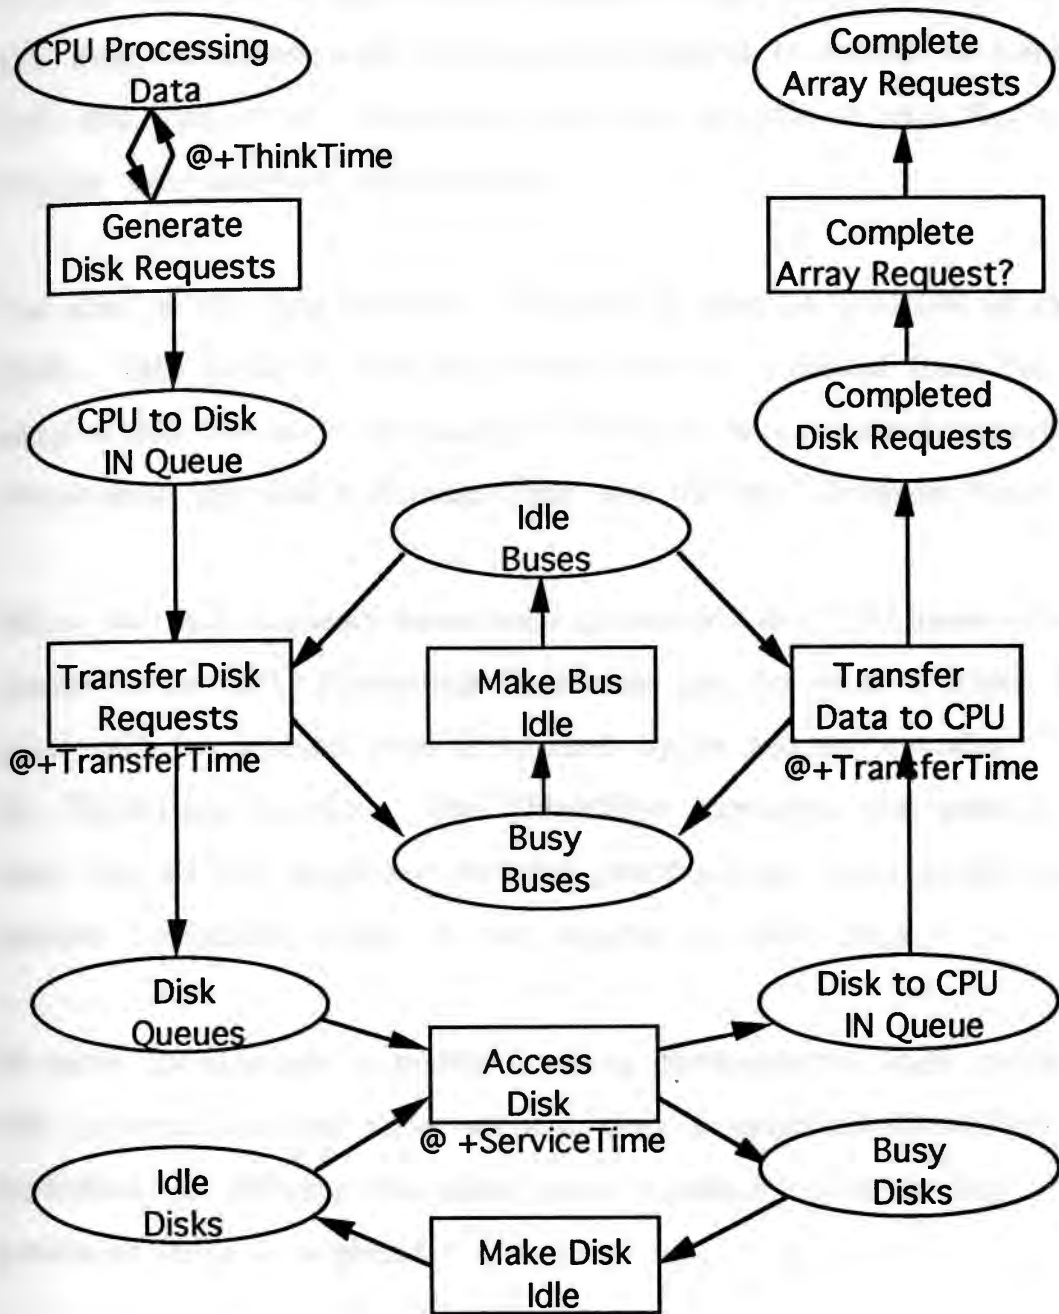 CPU Processing
Data
@+ThinkTime
Generate
Disk Requests
CPU to Disk
IN Queue
Transfer Disk
Requests
@+TransferTime
Disk
Queues
Idle
Disks
Idle
Buses
Make Bus
Idle
Busy
Buses
Access
Disk
@ +ServiceTime
Make Disk
Idle
Complete
Array Requests
Complete
Array Request?
Completed
Disk Requests
Transfer
Data to CPU
@+TransferTime
Disk to CPU
IN Queue
Busy
Disks